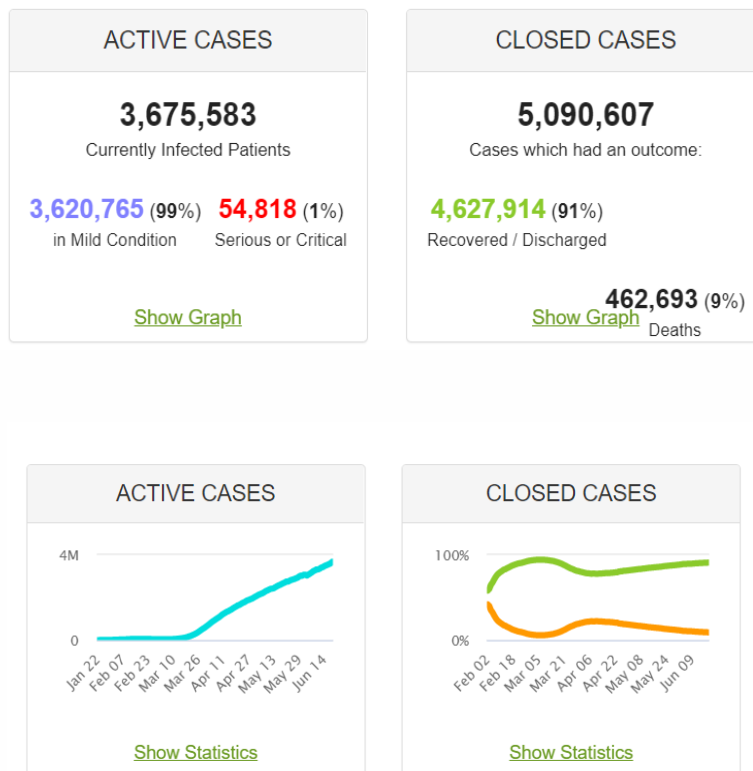 ACTIVE CASES
3,675,583
Currently Infected Patients
3,620,765 (99%) 54,818 (1%)
in Mild Condition Serious or Critical
Show Graph
CLOSED CASES
5,090,607
Cases which had an outcome:
4,627,914 (91%)
Recovered / Discharged
462,693 (9%)
Deaths
Show Graph
ACTIVE CASES
4M
0
Jan 22 Feb 07 Feb 23 Mar 10 Mar 26 Apr 11 Apr 27 May 13 May 29 Jun 14
Show Statistics
CLOSED CASES
100%
0%
Feb 02 Feb 18 Mar 05 Mar 21 Apr 06 Apr 22 May 08 May 24 Jun 09
Show Statistics